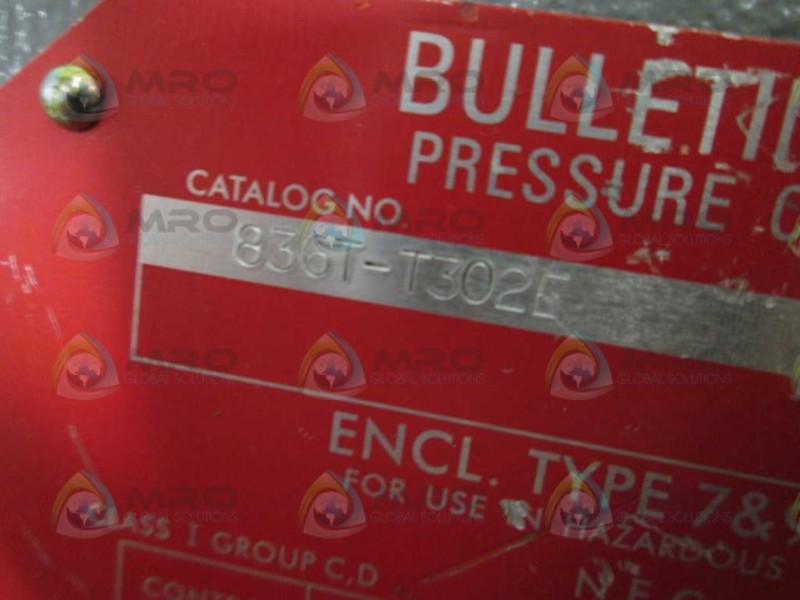 BULLETI
PRESSURE
CATALOG NO.
836T-T302E
ENCL. TYPE 7&
FOR USE IN HAZARDOUS
CLASS I GROUP C,D
MRO
GLOBAL SOLUTIONS